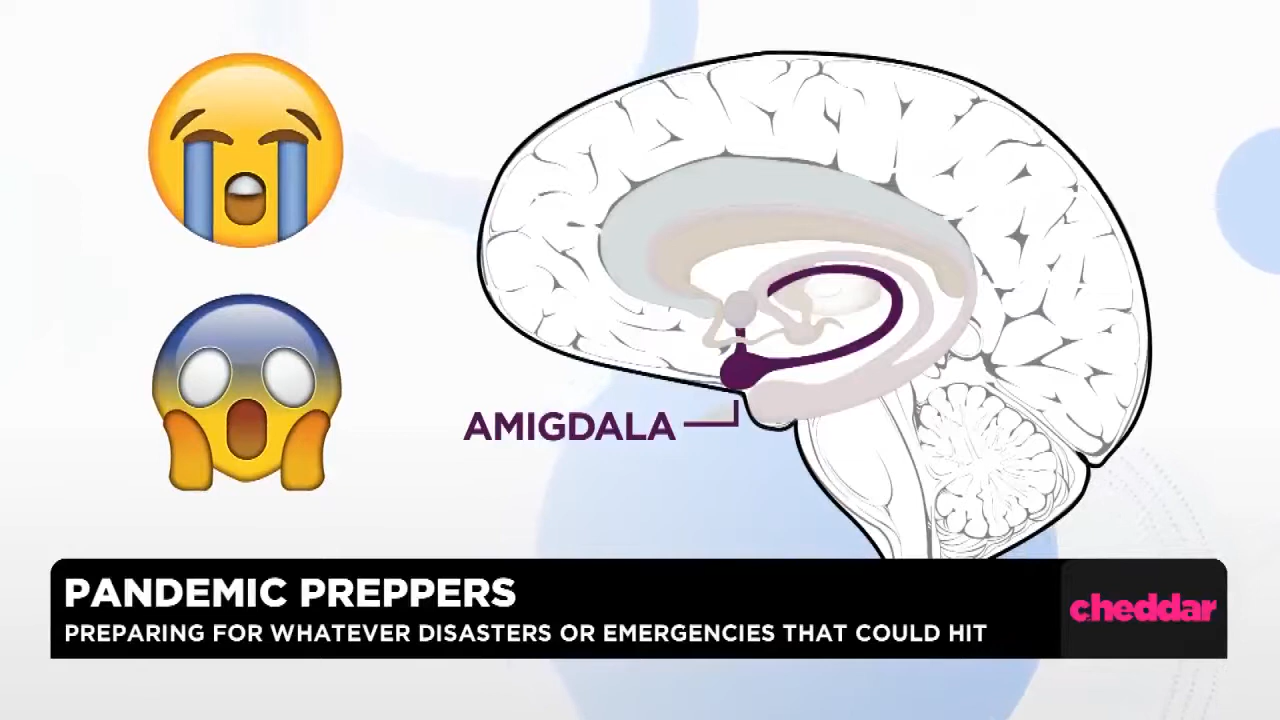 AMIGDALA
PANDEMIC PREPPERS
PREPARING FOR WHATEVER DISASTERS OR EMERGENCIES THAT COULD HIT
cheddar